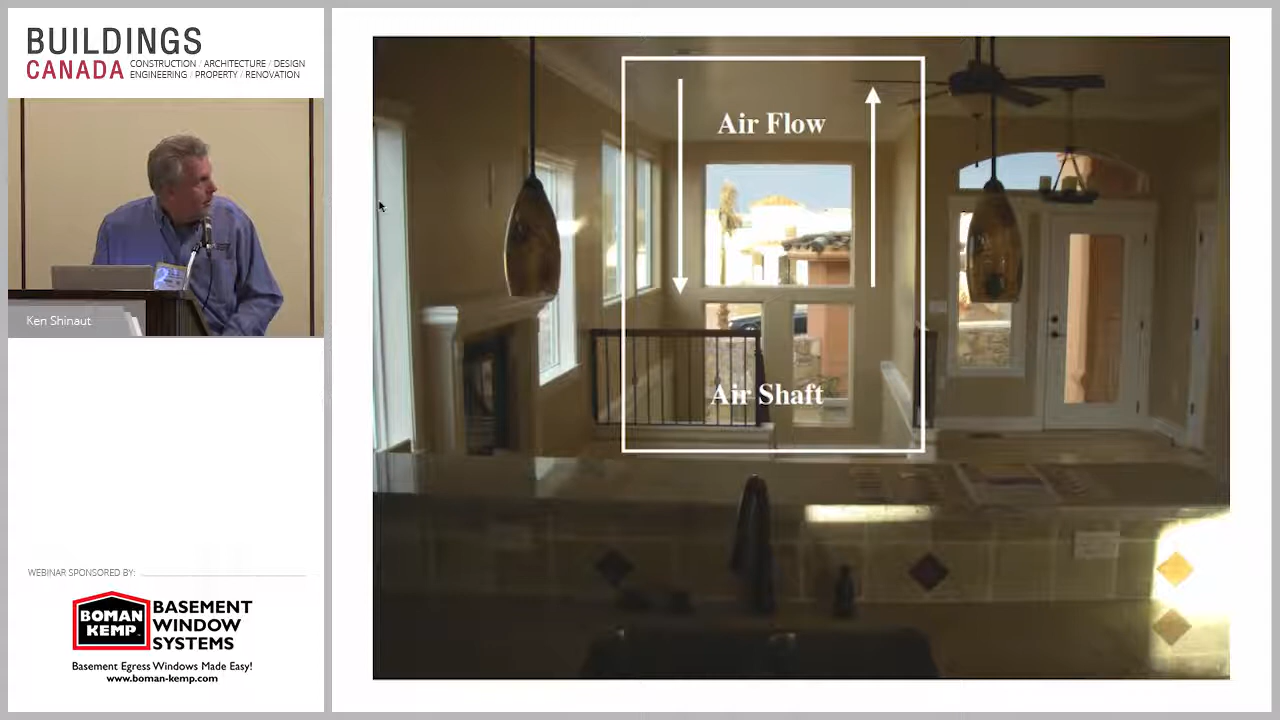 BUILDINGS
CANADA
CONSTRUCTION / ARCHITECTURE / DESIGN
ENGINEERING / PROPERTY / RENOVATION
Ken Shinaut
WEBINAR SPONSORED BY:
BOMAN
KEMP
BASEMENT
WINDOW
SYSTEMS
Basement Egress Windows Made Easy!
www.boman-kemp.com
Air Flow
Air Shaft